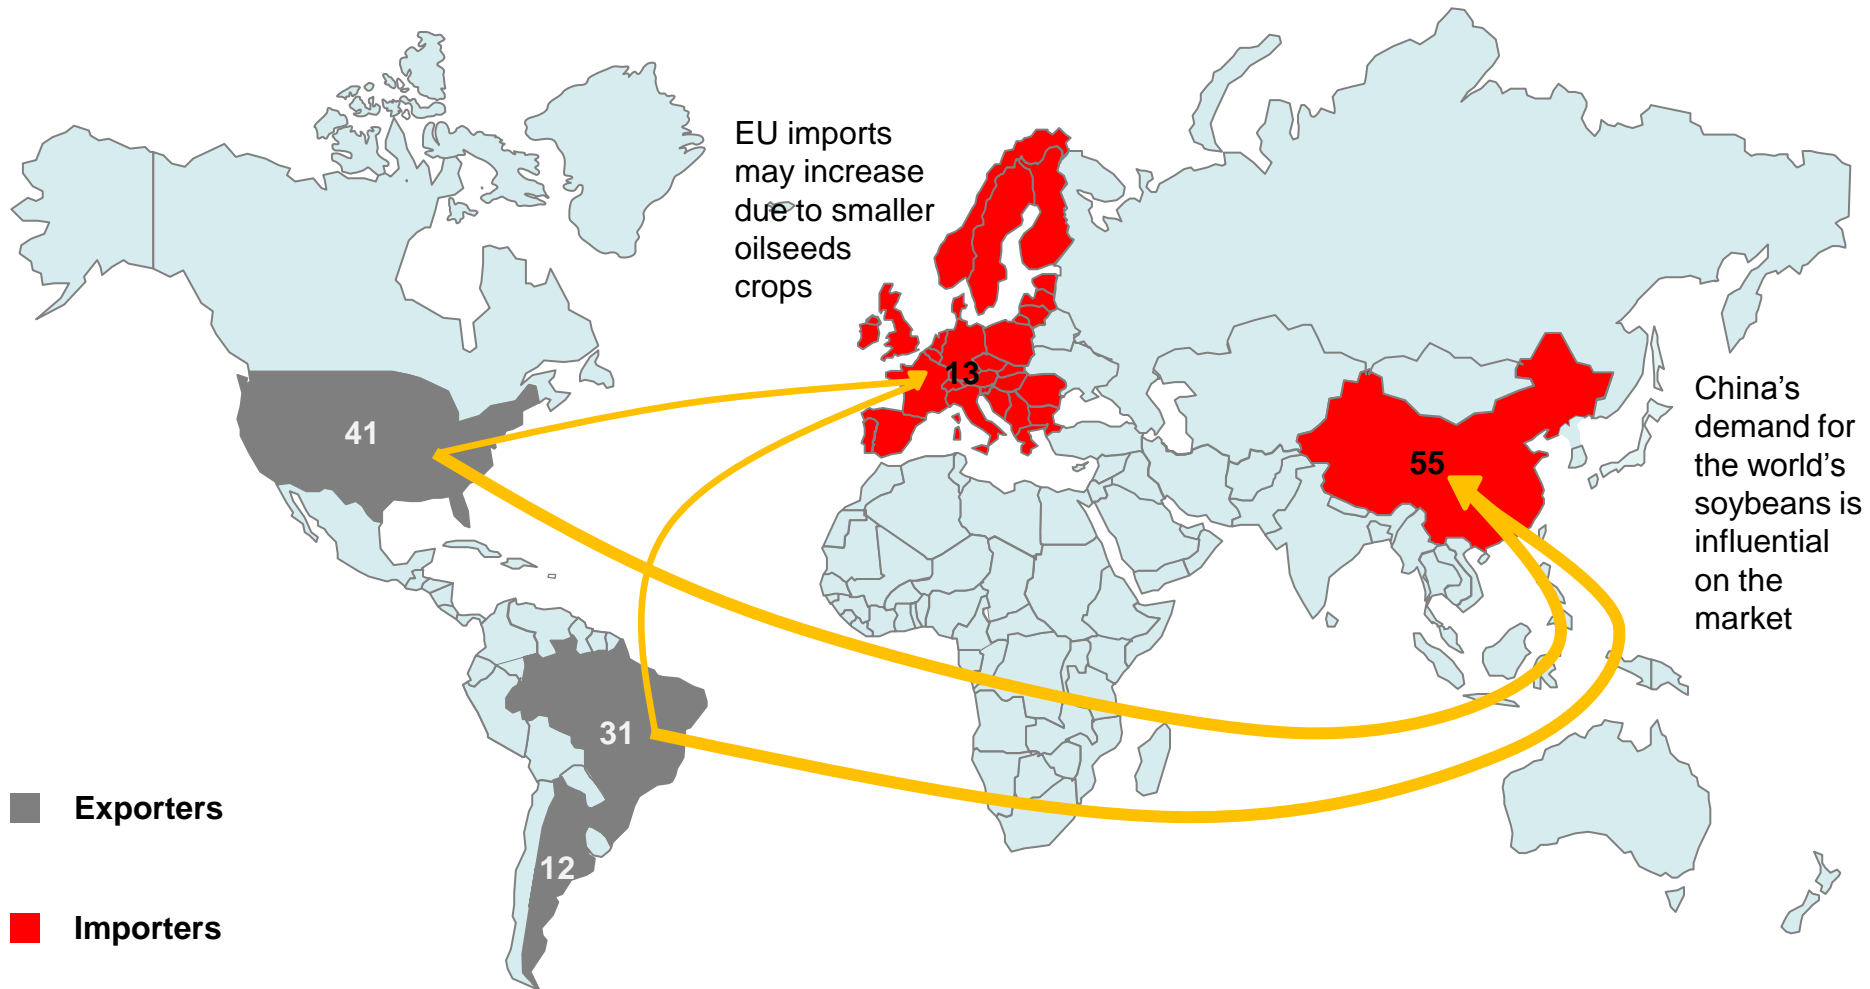 EU imports
may increase
due to smaller
oilseeds
crops
13
41
55
China’s
demand for
the world’s
soybeans is
influential
on the
market
31
12
Exporters
Importers